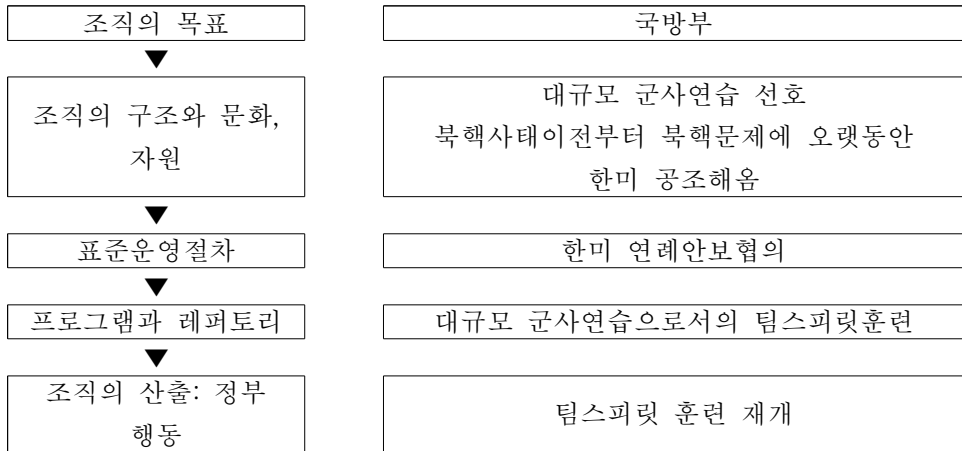 조직의 목표
국방부
조직의 구조와 문화,
자원
대규모 군사연습 선호
북핵사태이전부터 북핵문제에 오랫동안
한미 공조해옴
표준운영절차
한미 연례안보협의
프로그램과 레퍼토리
대규모 군사연습으로서의 팀스피릿훈련
조직의 산출: 정부
행동
팀스피릿 훈련 재개